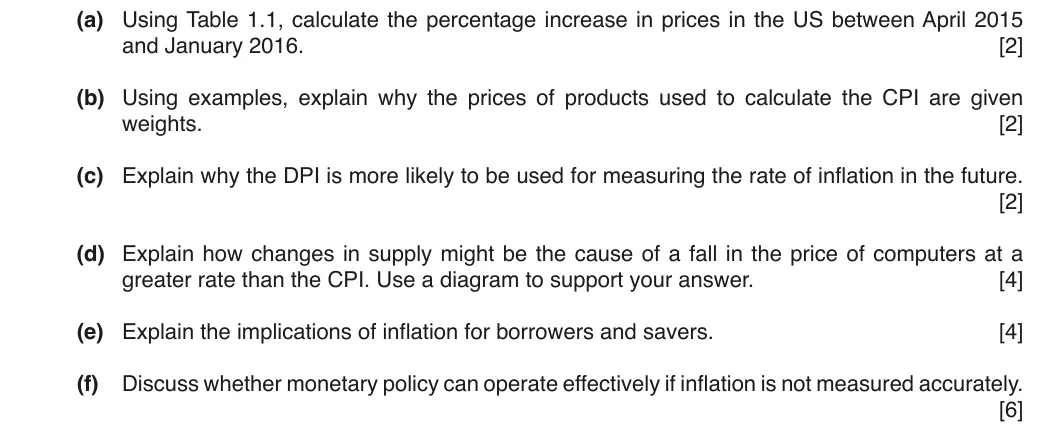 (a) Using Table 1.1, calculate the percentage increase in prices in the US between April 2015
and January 2016. [2]
(b) Using examples, explain why the prices of products used to calculate the CPI are given
weights. [2]
(c) Explain why the DPI is more likely to be used for measuring the rate of inflation in the future.
[2]
(d) Explain how changes in supply might be the cause of a fall in the price of computers at a
greater rate than the CPI. Use a diagram to support your answer. [4]
(e) Explain the implications of inflation for borrowers and savers. [4]
(f) Discuss whether monetary policy can operate effectively if inflation is not measured accurately.
[6]